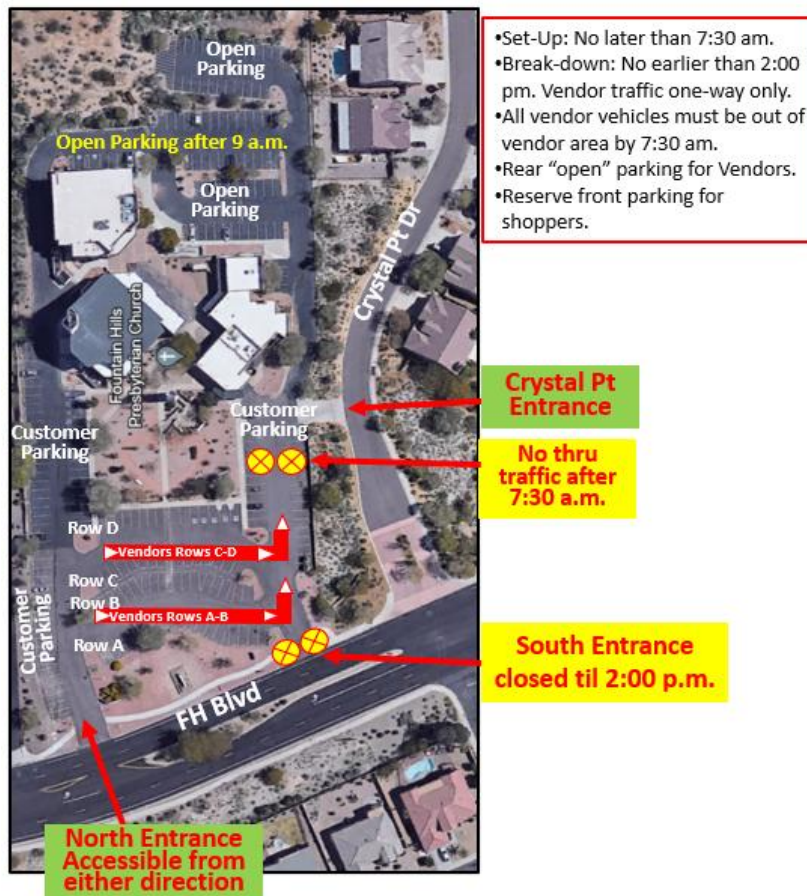 Open
Parking
Open Parking after 9 a.m.
Open
Parking
•Set-Up: No later than 7:30 am.
•Break-down: No earlier than 2:00
pm. Vendor traffic one-way only.
•All vendor vehicles must be out of
vendor area by 7:30 am.
•Rear “open” parking for Vendors.
•Reserve front parking for
shoppers.
Crystal Pt Dr
Fountain Hills
Presbyterian Church
Crystal Pt
Entrance
Customer
Parking
Customer
Parking
No thru
traffic after
7:30 a.m.
Row D
Vendors Rows C-D
Row C
Row B
Vendors Rows A-B
Row A
Customer
Parking
South Entrance
closed til 2:00 p.m.
FH Blvd
North Entrance
Accessible from
either direction